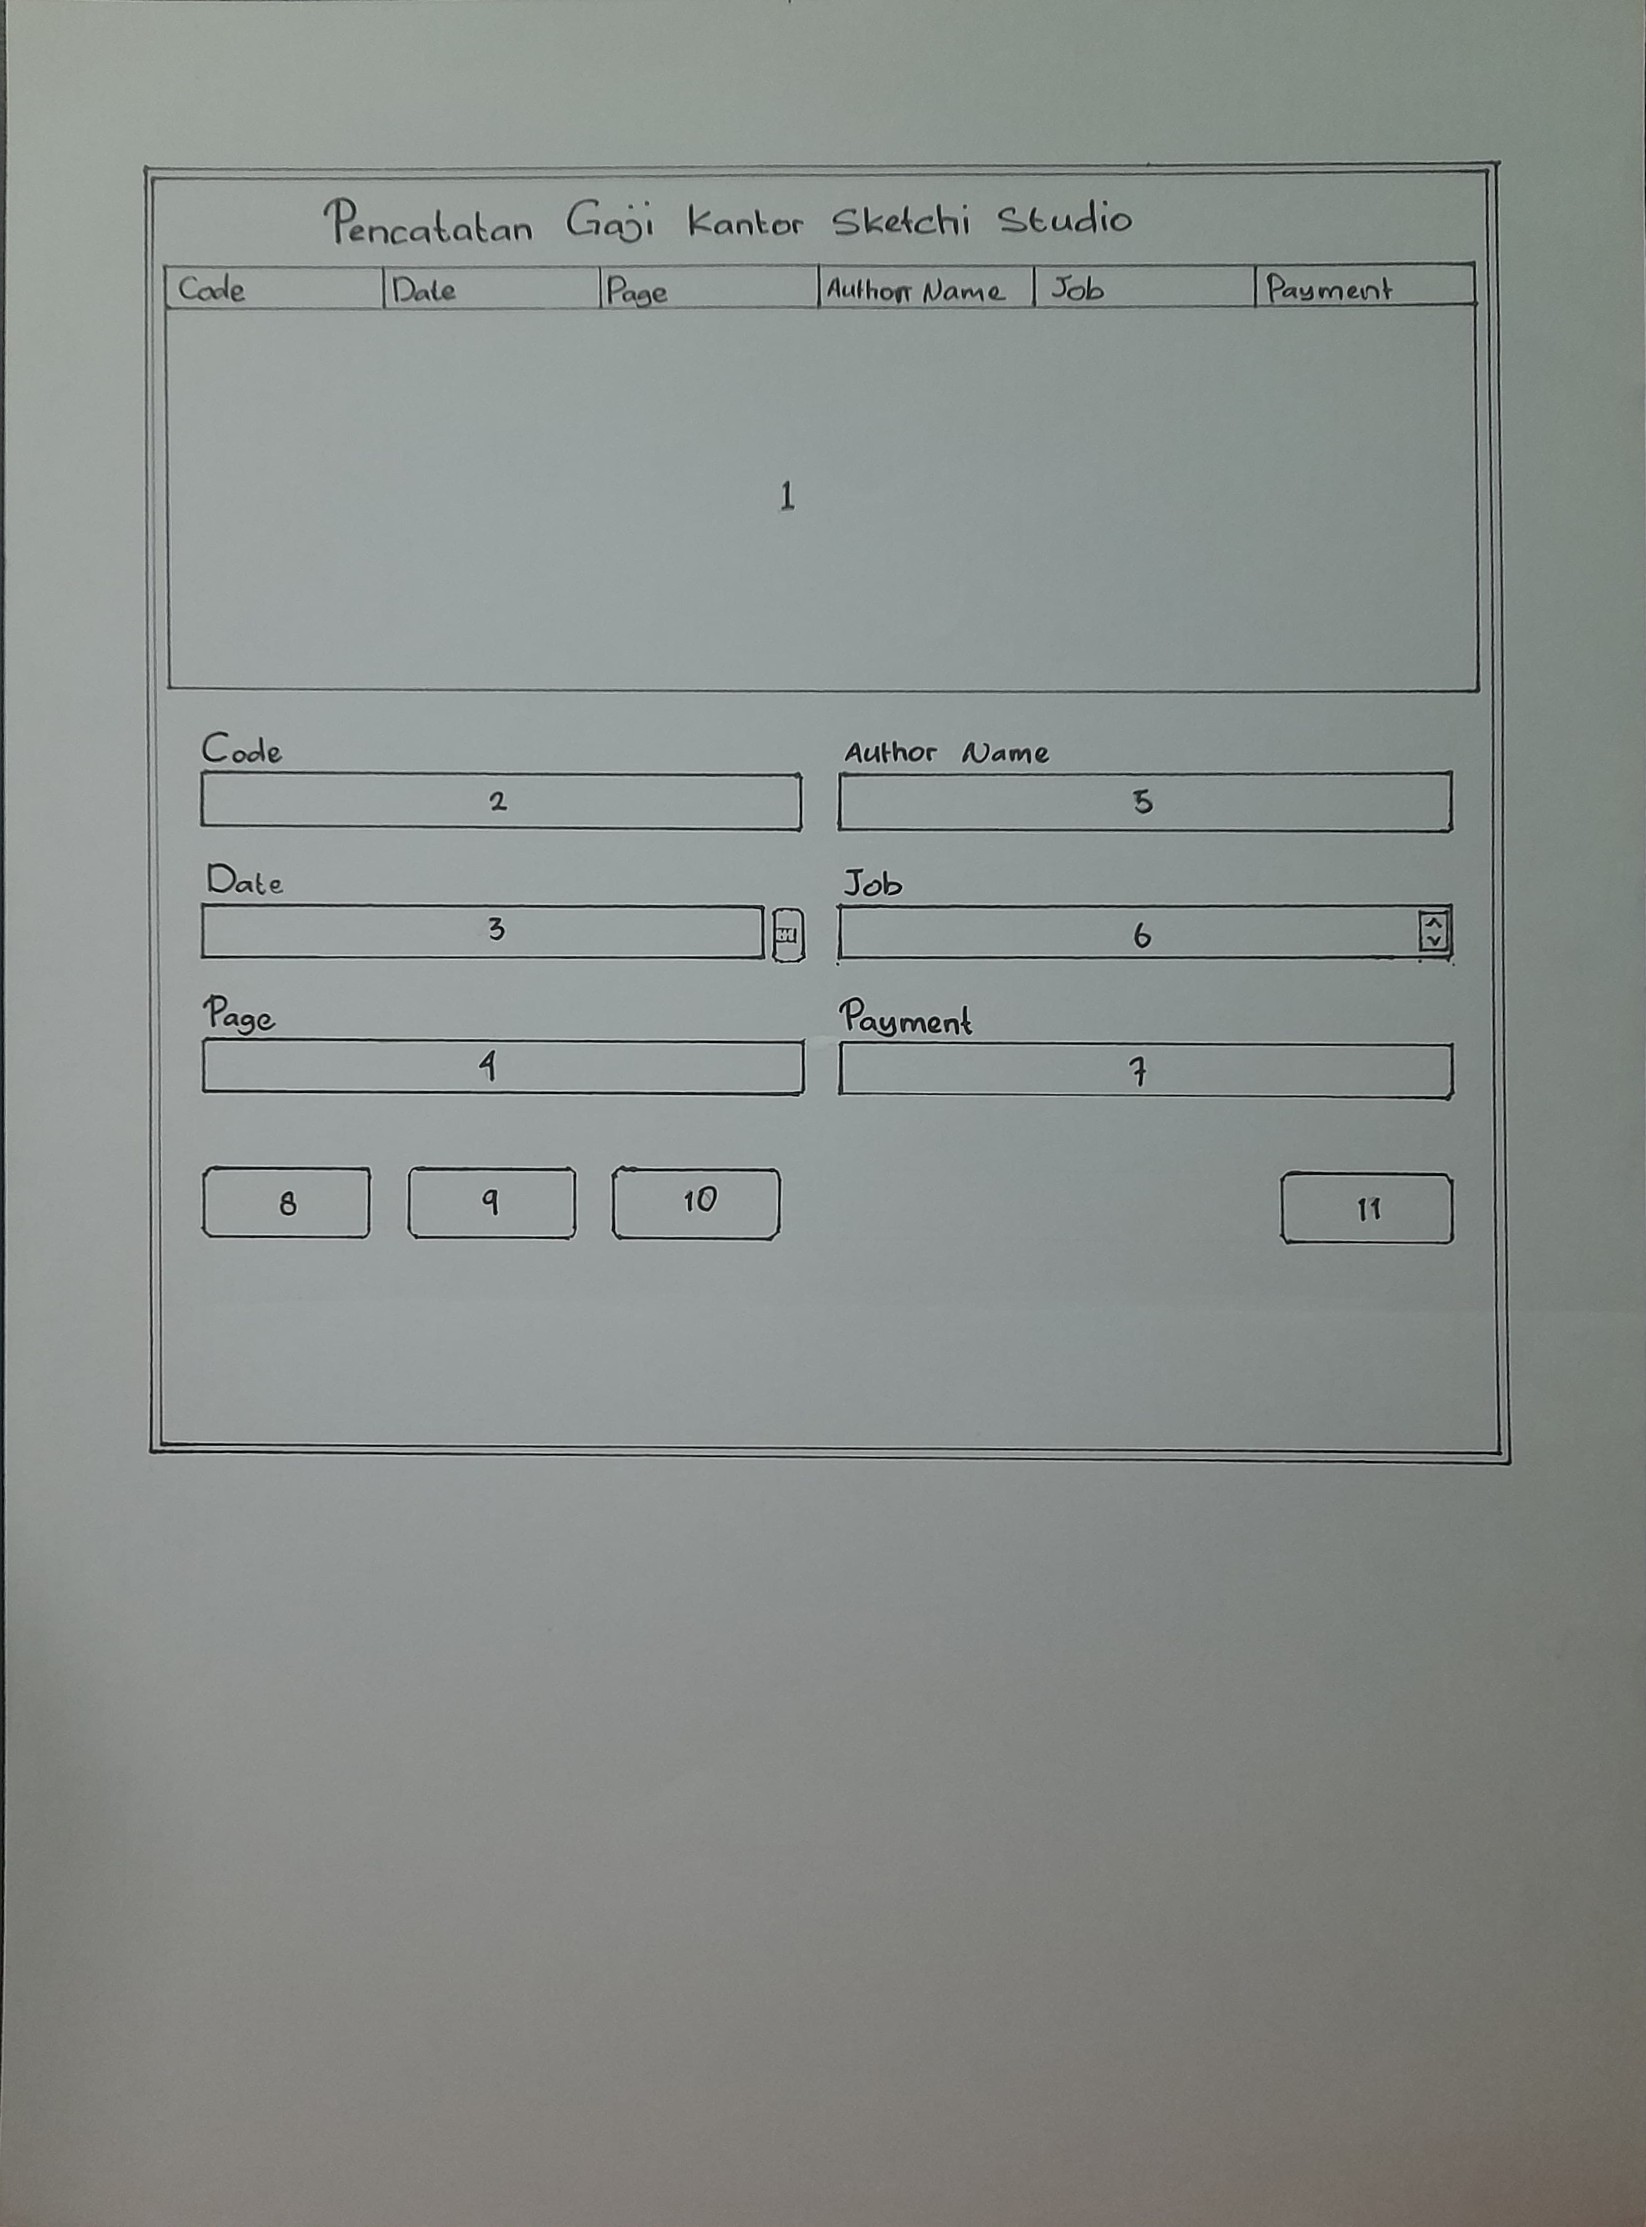 Pencatatan Gaji Kantor Sketchi Studio
Code Date Page Author Name Job Payment
1
Code Author Name
2 5
Date Job
3 6
Page Payment
4 7
8 9 10 11